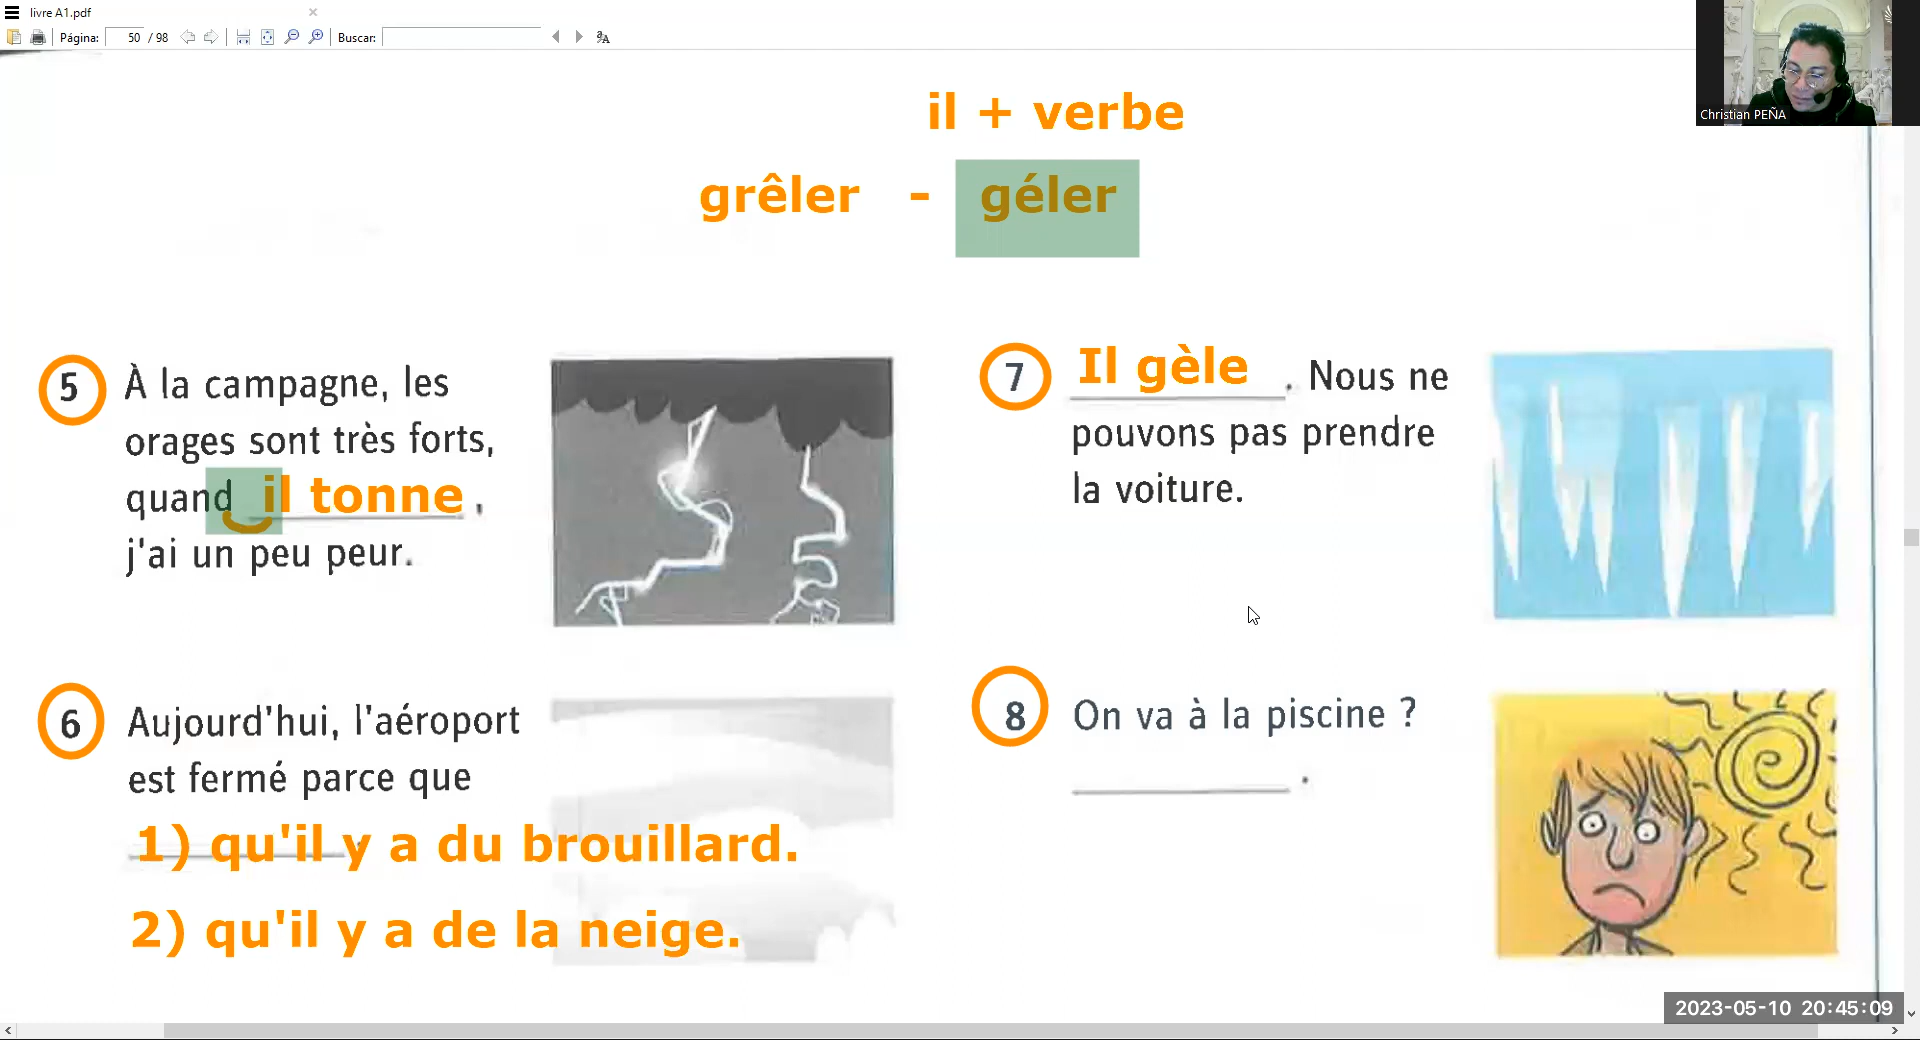 livre A1.pdf
Página: 50 / 98 Buscar:
Christian PEÑA
il + verbe
grêler - géler
5 À la campagne, les
orages sont très forts,
quand il tonne ,
j'ai un peu peur.
6 Aujourd'hui, l'aéroport
est fermé parce que
1) qu'il y a du brouillard.
2) qu'il y a de la neige.
7 Il gèle . Nous ne
pouvons pas prendre
la voiture.
8 On va à la piscine ?
.
2023-05-10 20:45:09